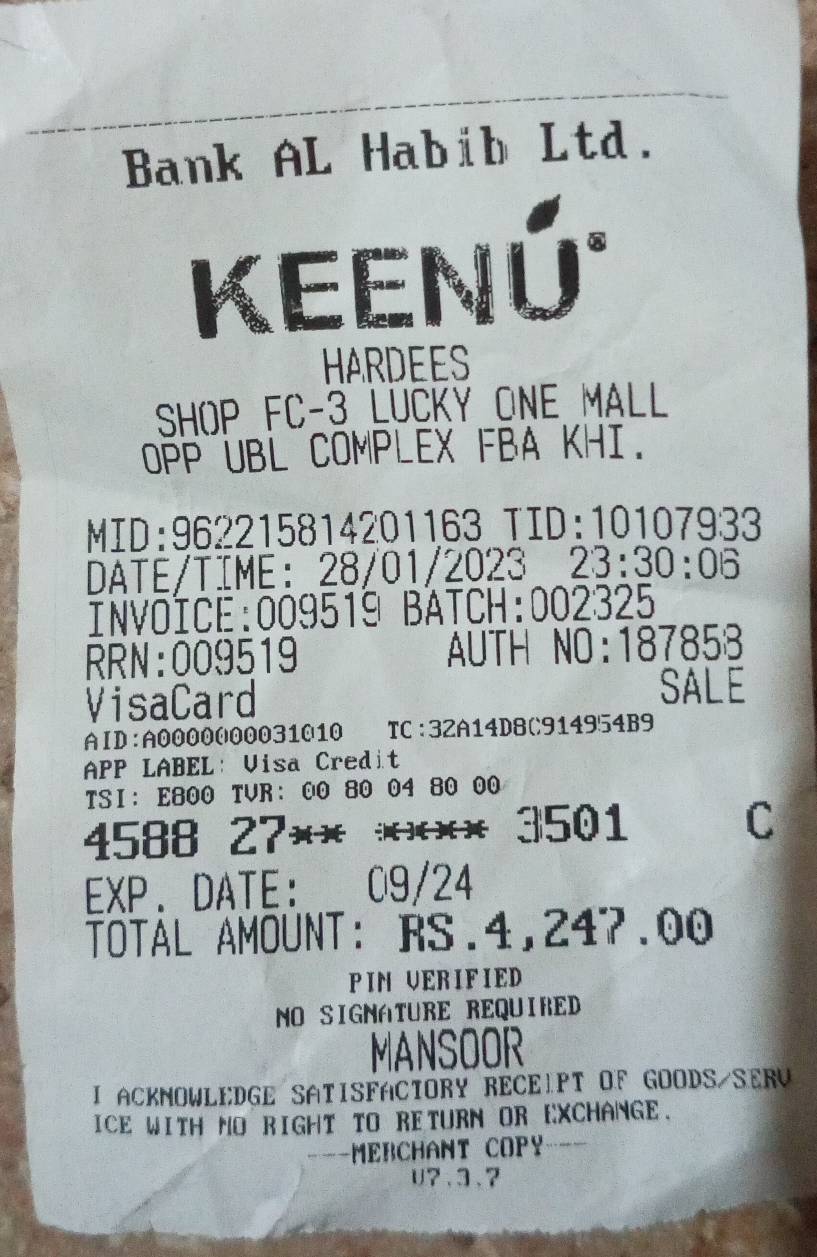 Bank AL Habib Ltd.
KEENÚ®
HARDEES
SHOP FC-3 LUCKY ONE MALL
OPP UBL COMPLEX FBA KHI.
MID:962215814201163 TID:10107933
DATE/TIME: 28/01/2023 23:30:06
INVOICE:009519 BATCH:002325
RRN:009519 AUTH NO:187858
VisaCard SALE
AID:A0000000031010 TC:32A14D8C914954B9
APP LABEL: Visa Credit
TSI: E800 TVR: 00 80 04 80 00
4588 27** **** 3501 C
EXP. DATE: 09/24
TOTAL AMOUNT: RS.4,247.00
PIN VERIFIED
NO SIGNATURE REQUIRED
MANSOOR
I ACKNOWLEDGE SATISFACTORY RECEIPT OF GOODS/SERV
ICE WITH NO RIGHT TO RETURN OR EXCHANGE.
---MERCHANT COPY---
V7.3.7